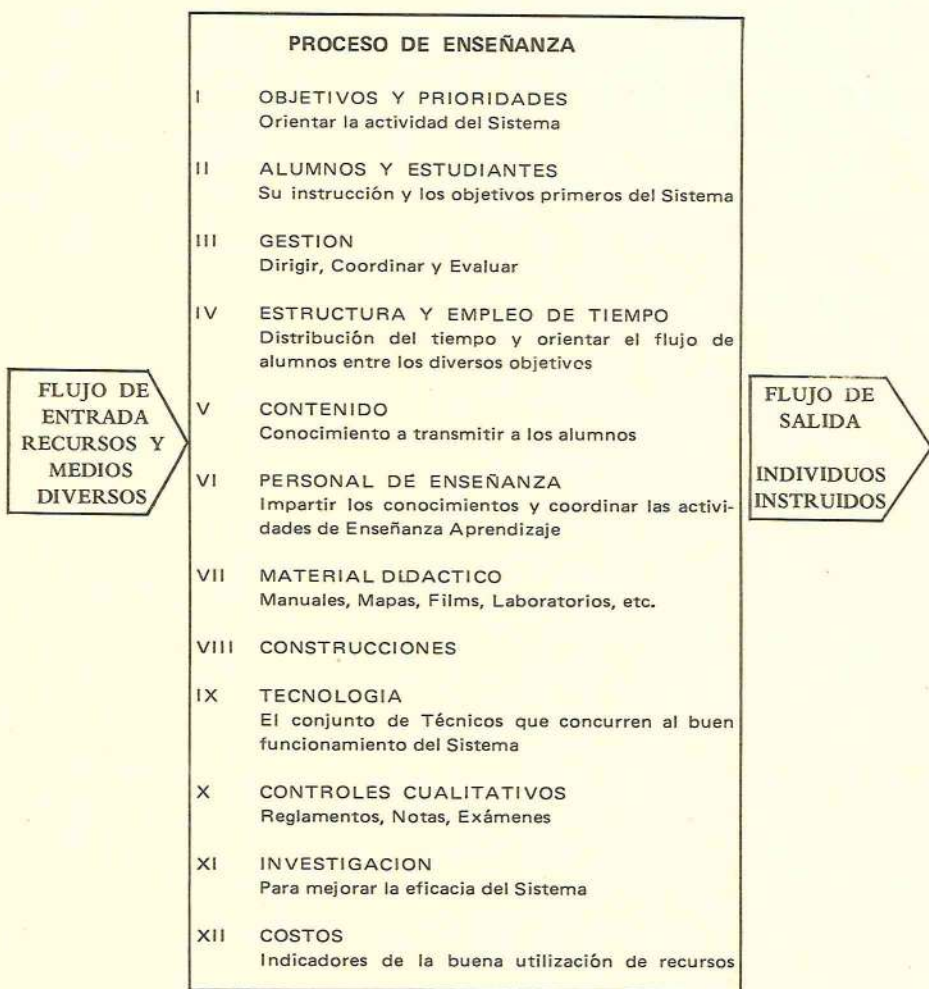 PROCESO DE ENSEÑANZA
I OBJETIVOS Y PRIORIDADES
Orientar la actividad del Sistema
II ALUMNOS Y ESTUDIANTES
Su instrucción y los objetivos primeros del Sistema
III GESTION
Dirigir, Coordinar y Evaluar
IV ESTRUCTURA Y EMPLEO DE TIEMPO
Distribución del tiempo y orientar el flujo de
alumnos entre los diversos objetivos
V CONTENIDO
Conocimiento a transmitir a los alumnos
VI PERSONAL DE ENSEÑANZA
Impartir los conocimientos y coordinar las activi-
dades de Enseñanza Aprendizaje
VII MATERIAL DIDACTICO
Manuales, Mapas, Films, Laboratorios, etc.
VIII CONSTRUCCIONES
IX TECNOLOGIA
El conjunto de Técnicos que concurren al buen
funcionamiento del Sistema
X CONTROLES CUALITATIVOS
Reglamentos, Notas, Exámenes
XI INVESTIGACION
Para mejorar la eficacia del Sistema
XII COSTOS
Indicadores de la buena utilización de recursos
FLUJO DE
ENTRADA
RECURSOS Y
MEDIOS
DIVERSOS
FLUJO DE
SALIDA
INDIVIDUOS
INSTRUIDOS